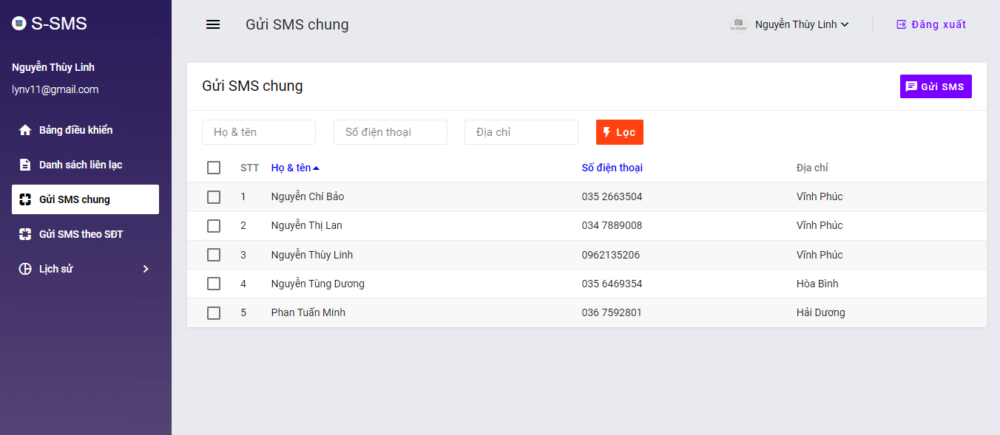 S-SMS
Nguyễn Thùy Linh
lynv11@gmail.com
Bảng điều khiển
Danh sách liên lạc
Gửi SMS chung
Gửi SMS theo SĐT
Lịch sử
Gửi SMS chung
NO IMAGE
Nguyễn Thùy Linh
Đăng xuất
Gửi SMS chung
Gửi SMS
Họ & tên Số điện thoại Địa chỉ Lọc
STT Họ & tên Số điện thoại Địa chỉ
1 Nguyễn Chí Bảo 035 2663504 Vĩnh Phúc
2 Nguyễn Thị Lan 034 7889008 Vĩnh Phúc
3 Nguyễn Thùy Linh 0962135206 Vĩnh Phúc
4 Nguyễn Tùng Dương 035 6469354 Hòa Bình
5 Phan Tuấn Minh 036 7592801 Hải Dương